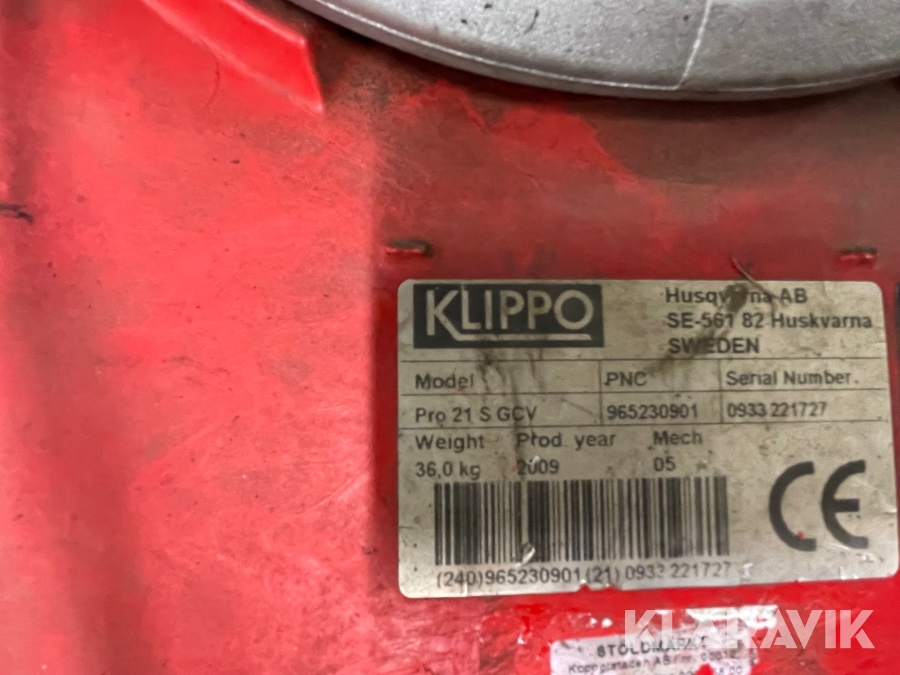 KLIPPO
Husqvarna AB
SE-561 82 Huskvarna
SWEDEN
Model PNC Serial Number.
Pro 21 S GCV 965230901 0933 221727
Weight Prod. year Mech
36,0 kg 2009 05
CE
(240)965230901(21) 0933 221727
KLARAVIK
STÖLDMÄRKT